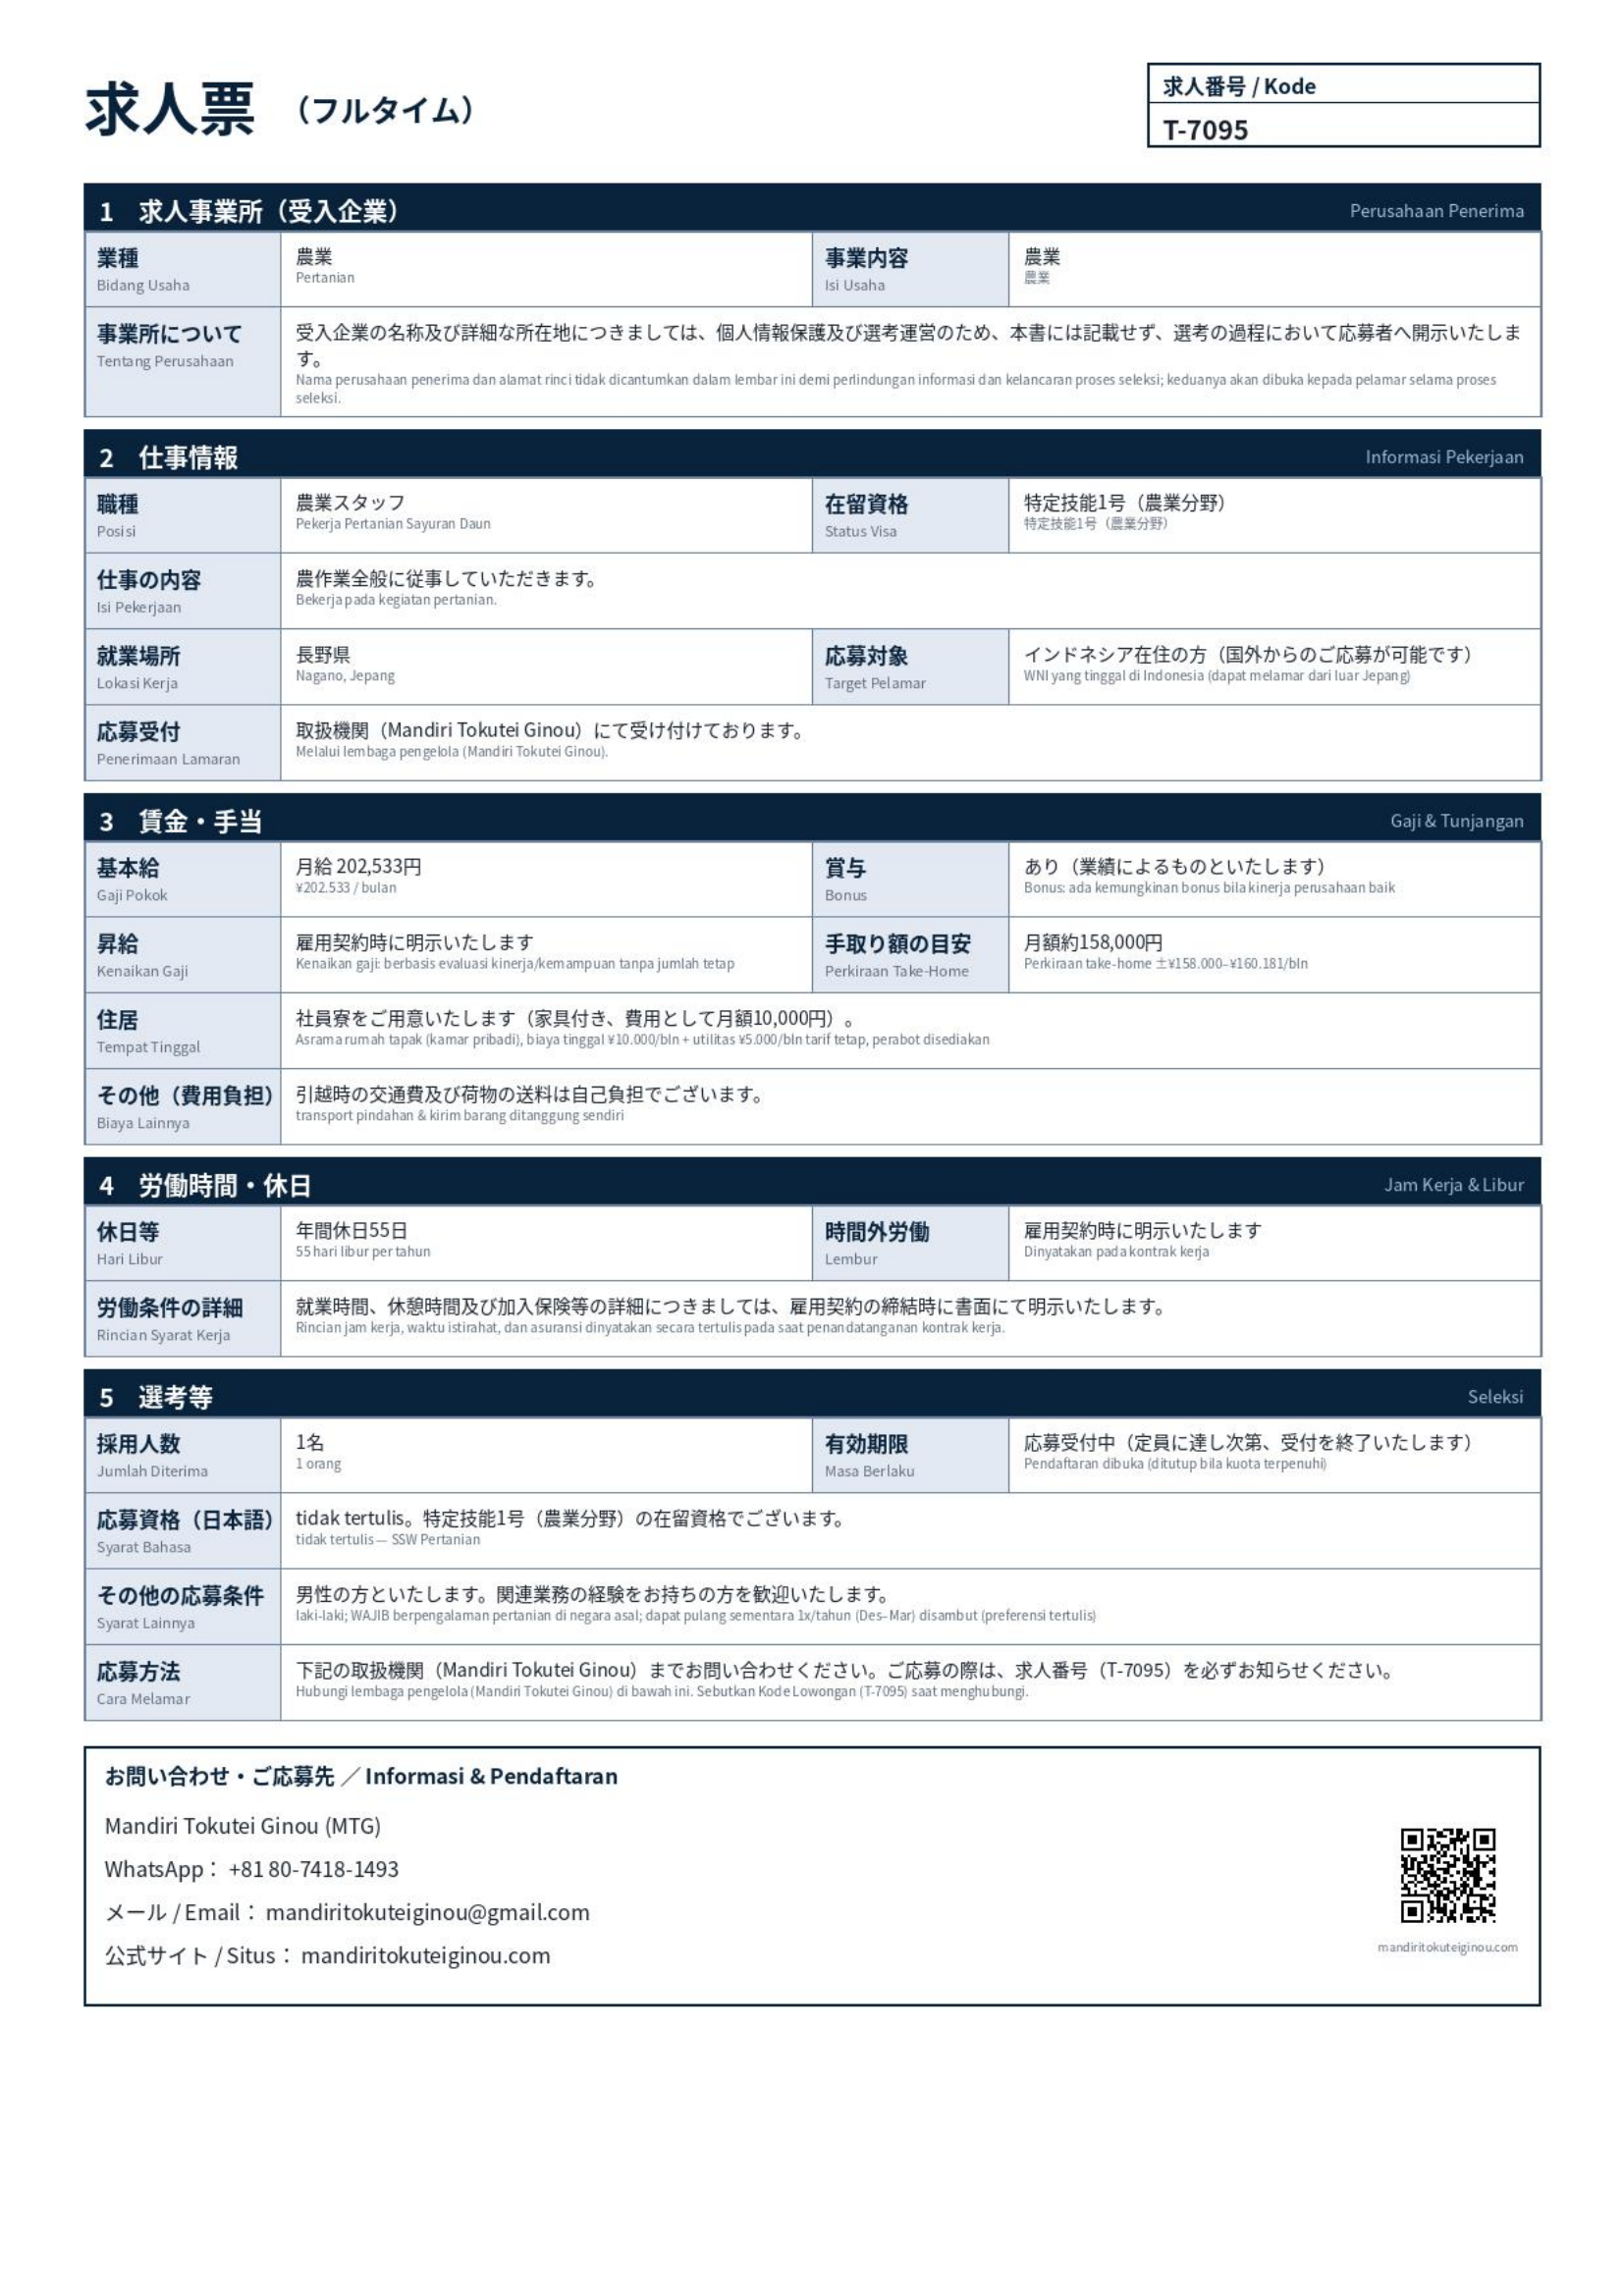 求人票 （フルタイム）
求人番号 / Kode
T-7095
1 求人事業所（受入企業） Perusahaan Penerima
業種 農業 事業内容 農業
Bidang Usaha Pertanian Isi Usaha 農業
事業所について 受入企業の名称及び詳細な所在地につきましては、個人情報保護及び選考運営のため、本書には記載せず、選考の過程において応募者へ開示いたしま
Tentang Perusahaan す。
Nama perusahaan penerima dan alamat rinci tidak dicantumkan dalam lembar ini demi perlindungan informasi dan kelancaran proses seleksi; keduanya akan dibuka kepada pelamar selama proses
seleksi.
2 仕事情報 Informasi Pekerjaan
職種 農業スタッフ 在留資格 特定技能1号（農業分野）
Posisi Pekerja Pertanian Sayuran Daun Status Visa 特定技能1号（農業分野）
仕事の内容 農作業全般に従事していただきます。
Isi Pekerjaan Bekerja pada kegiatan pertanian.
就業場所 長野県 応募対象 インドネシア在住の方（国外からのご応募が可能です）
Lokasi Kerja Nagano, Jepang Target Pelamar WNI yang tinggal di Indonesia (dapat melamar dari luar Jepang)
応募受付 取扱機関（Mandiri Tokutei Ginou）にて受け付けております。
Penerimaan Lamaran Melalui lembaga pengelola (Mandiri Tokutei Ginou).
3 賃金・手当 Gaji & Tunjangan
基本給 月給 202,533円 賞与 あり（業績によるものといたします）
Gaji Pokok ¥202.533 / bulan Bonus Bonus: ada kemungkinan bonus bila kinerja perusahaan baik
昇給 雇用契約時に明示いたします 手取り額の目安 月額約158,000円
Kenaikan Gaji Kenaikan gaji: berbasis evaluasi kinerja/kemampuan tanpa jumlah tetap Perkiraan Take-Home Perkiraan take-home ±¥158.000–¥160.181/bln
住居 社員寮をご用意いたします（家具付き、費用として月額10,000円）。
Tempat Tinggal Asrama rumah tapak (kamar pribadi), biaya tinggal ¥10.000/bln + utilitas ¥5.000/bln tarif tetap, perabot disediakan
その他（費用負担） 引越時の交通費及び荷物の送料は自己負担でございます。
Biaya Lainnya transport pindahan & kirim barang ditanggung sendiri
4 労働時間・休日 Jam Kerja & Libur
休日等 年間休日55日 時間外労働 雇用契約時に明示いたします
Hari Libur 55 hari libur per tahun Lembur Dinyatakan pada kontrak kerja
労働条件の詳細 就業時間、休憩時間及び加入保険等の詳細につきましては、雇用契約の締結時に書面にて明示いたします。
Rincian Syarat Kerja Rincian jam kerja, waktu istirahat, dan asuransi dinyatakan secara tertulis pada saat penandatanganan kontrak kerja.
5 選考等 Seleksi
採用人数 1名 有効期限 応募受付中（定員に達し次第、受付を終了いたします）
Jumlah Diterima 1 orang Masa Berlaku Pendaftaran dibuka (ditutup bila kuota terpenuhi)
応募資格（日本語） tidak tertulis。特定技能1号（農業分野）の在留資格でございます。
Syarat Bahasa tidak tertulis — SSW Pertanian
その他の応募条件 男性の方といたします。関連業務の経験をお持ちの方を歓迎いたします。
Syarat Lainnya laki-laki; WAJIB berpengalaman pertanian di negara asal; dapat pulang sementara 1x/tahun (Des–Mar) disambut (preferensi tertulis)
応募方法 下記の取扱機関（Mandiri Tokutei Ginou）までお問い合わせください。ご応募の際は、求人番号（T-7095）を必ずお知らせください。
Cara Melamar Hubungi lembaga pengelola (Mandiri Tokutei Ginou) di bawah ini. Sebutkan Kode Lowongan (T-7095) saat menghubungi.
お問い合わせ・ご応募先 ／ Informasi & Pendaftaran
Mandiri Tokutei Ginou (MTG)
WhatsApp： +81 80-7418-1493
メール / Email： mandiritokuteiginou@gmail.com
公式サイト / Situs： mandiritokuteiginou.com
mandiritokuteiginou.com